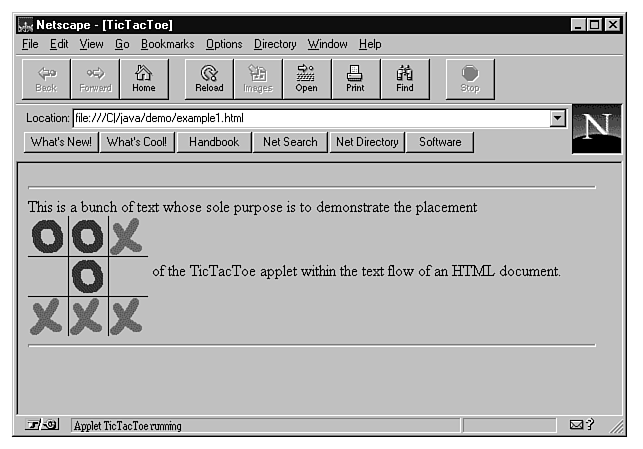 Netscape - [TicTacToe]
File Edit View Go Bookmarks Options Directory Window Help
Back Forward Home Reload Images Open Print Find Stop
Location: file:///C|/java/demo/example1.html
N
What's New! What's Cool! Handbook Net Search Net Directory Software
This is a bunch of text whose sole purpose is to demonstrate the placement
O O X
O of the TicTacToe applet within the text flow of an HTML document.
X X X
Applet TicTacToe running
?